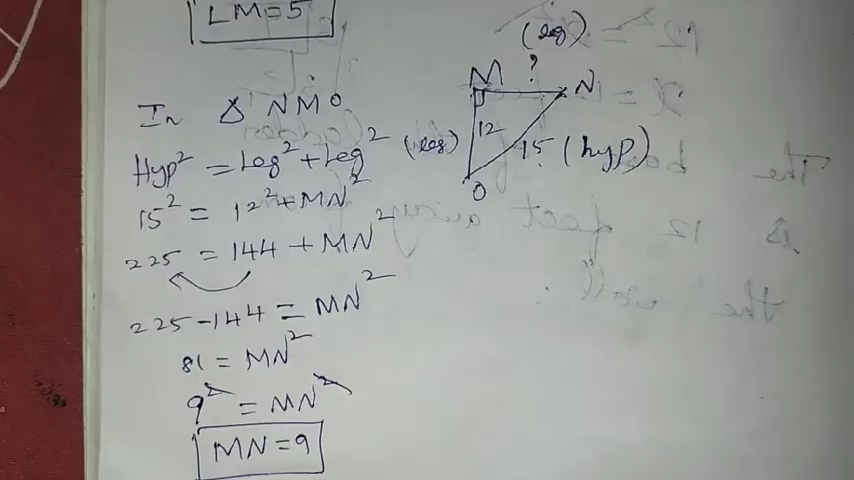 LM=5
In Δ NMO
Hyp² = Leg² + Leg²
15² = 12² + MN²
225 = 144 + MN²
225 - 144 = MN²
81 = MN²
9² = MN²
MN = 9
(leg)
M ? N
(leg) 12
15 (hyp)
O